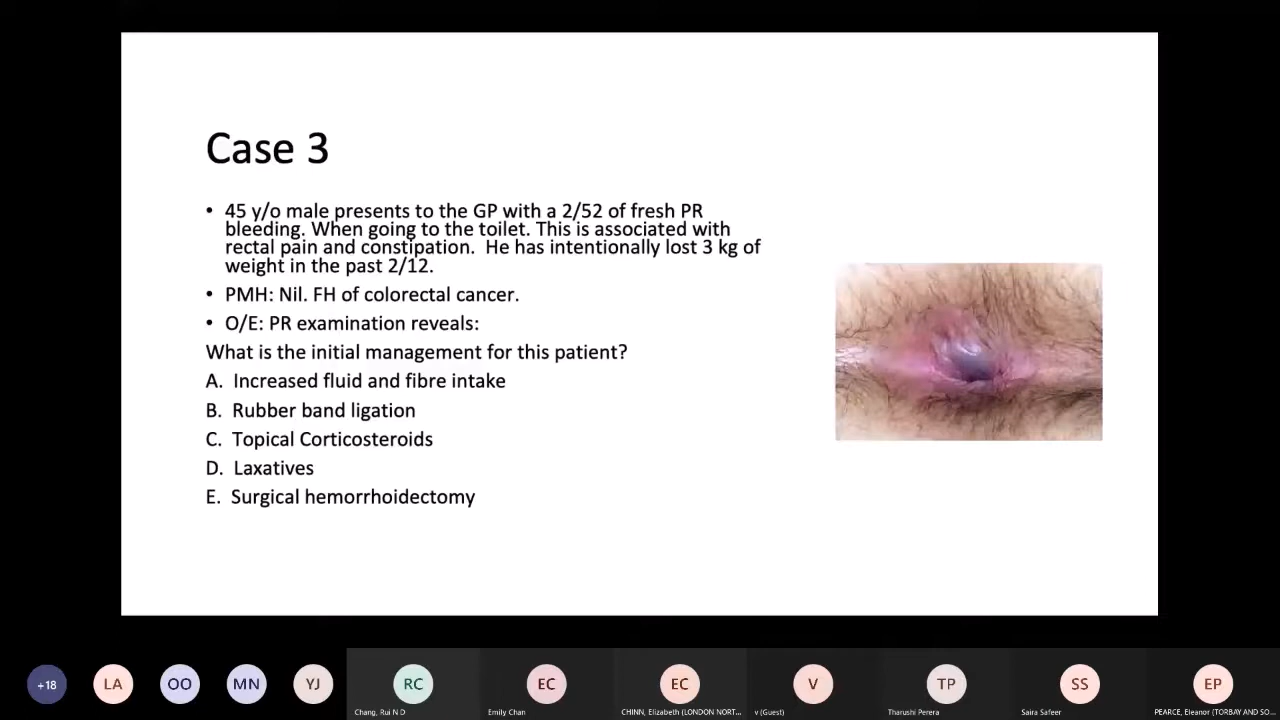 Case 3
• 45 y/o male presents to the GP with a 2/52 of fresh PR
bleeding. When going to the toilet. This is associated with
rectal pain and constipation.  He has intentionally lost 3 kg of
weight in the past 2/12.
• PMH: Nil. FH of colorectal cancer.
• O/E: PR examination reveals:
What is the initial management for this patient?
A. Increased fluid and fibre intake
B. Rubber band ligation
C. Topical Corticosteroids
D. Laxatives
E. Surgical hemorrhoidectomy
+18 LA OO MN YJ RC EC EC V TP SS EP
Chang, Rui N D Emily Chan CHINN, Elizabeth (LONDON NORT... v (Guest) Tharushi Perera Saira Safeer PEARCE, Eleanor (TORBAY AND SO...